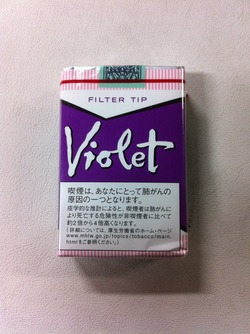 FILTER TIP
Violet
喫煙は、あなたにとって肺がんの
原因の一つとなります。
疫学的な推計によると、喫煙者は肺がんに
より死亡する危険性が非喫煙者に比べて
約2倍から4倍高くなります。
(詳細については、厚生労働省のホーム・ページ
www.mhlw.go.jp/topics/tobacco/main.
htmlをご参照ください。)